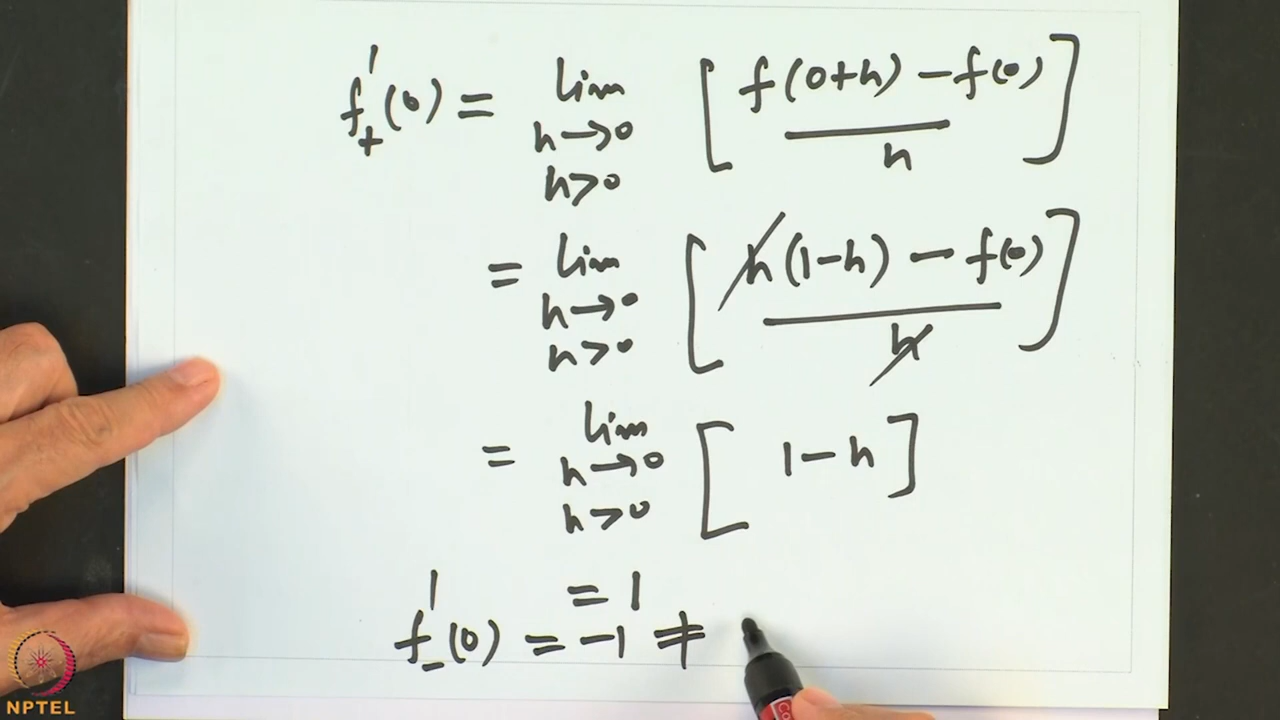 f'₊(0) = lim [ f(0+h) − f(0) ]
h→0 h
h>0
= lim [ h(1−h) − f(0) ]
h→0 h
h>0
= lim [ 1−h ]
h→0
h>0
= 1
f'₋(0) = −1 ≠
NPTEL